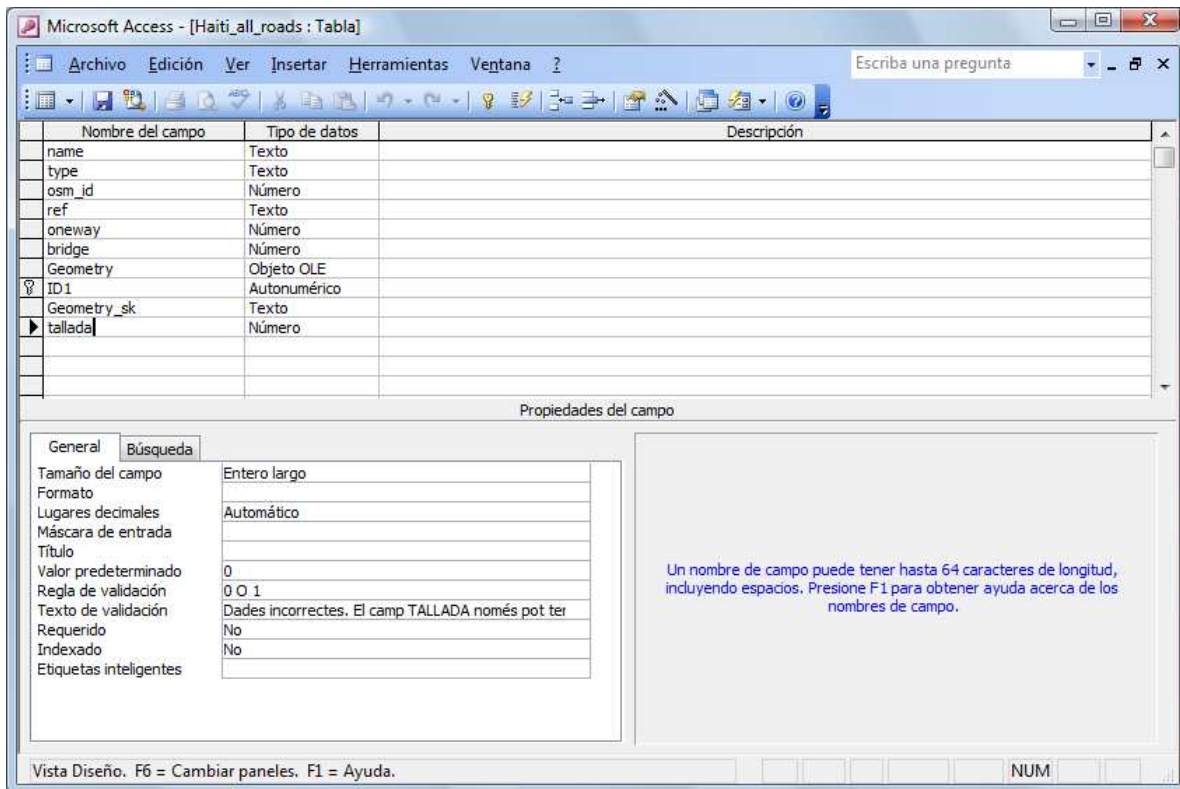 Microsoft Access - [Haiti_all_roads : Tabla]
Archivo Edición Ver Insertar Herramientas Ventana ?
Escriba una pregunta
Nombre del campo Tipo de datos Descripción
name Texto
type Texto
osm_id Número
ref Texto
oneway Número
bridge Número
Geometry Objeto OLE
ID1 Autonumérico
Geometry_sk Texto
tallada Número
Propiedades del campo
General Búsqueda
Tamaño del campo Entero largo
Formato
Lugares decimales Automático
Máscara de entrada
Título
Valor predeterminado 0
Regla de validación 0 O 1
Texto de validación Dades incorrectes. El camp TALLADA només pot ter
Requerido No
Indexado No
Etiquetas inteligentes
Un nombre de campo puede tener hasta 64 caracteres de longitud,
incluyendo espacios. Presione F1 para obtener ayuda acerca de los
nombres de campo.
Vista Diseño. F6 = Cambiar paneles. F1 = Ayuda.
NUM